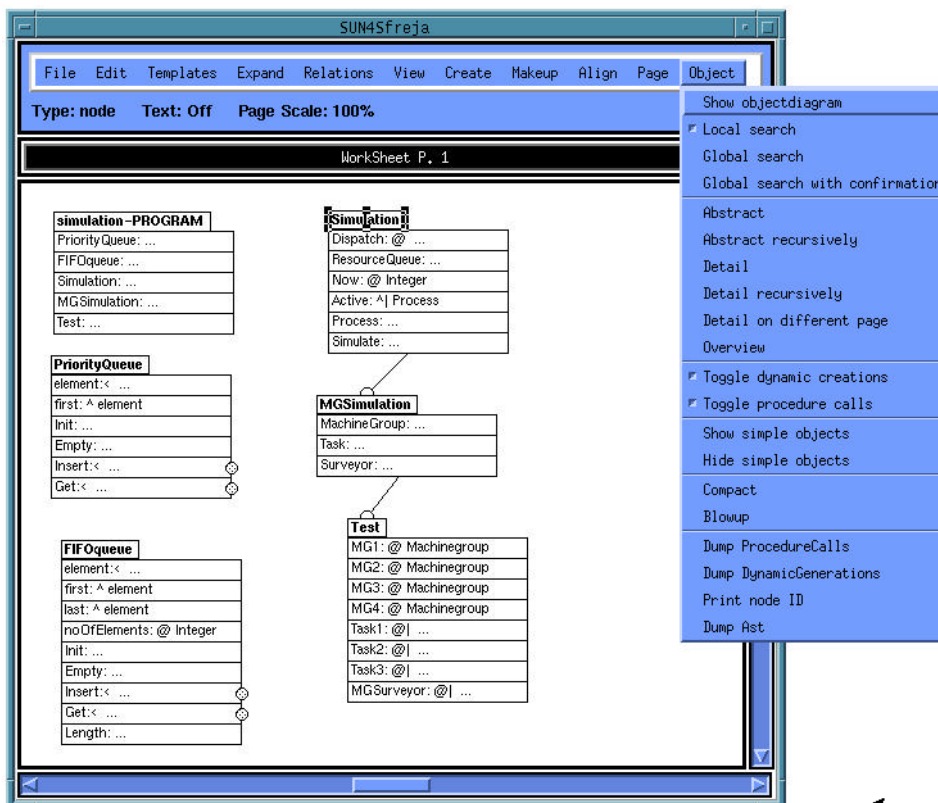 SUN4Sfreja
File Edit Templates Expand Relations View Create Makeup Align Page Object
Type: node Text: Off Page Scale: 100%
WorkSheet P. 1
Show objectdiagram
Local search
Global search
Global search with confirmation
Abstract
Abstract recursively
Detail
Detail recursively
Detail on different page
Overview
Toggle dynamic creations
Toggle procedure calls
Show simple objects
Hide simple objects
Compact
Blowup
Dump ProcedureCalls
Dump DynamicGenerations
Print node ID
Dump Ast
simulation-PROGRAM
PriorityQueue: ...
FIFOqueue: ...
Simulation: ...
MGSimulation: ...
Test: ...
PriorityQueue
element:< ...
first: ^ element
Init: ...
Empty: ...
Insert:< ...
Get:< ...
FIFOqueue
element:< ...
first: ^ element
last: ^ element
noOfElements: @ Integer
Init: ...
Empty: ...
Insert:< ...
Get:< ...
Length: ...
Simulation
Dispatch: @ ...
ResourceQueue: ...
Now: @ Integer
Active: ^| Process
Process: ...
Simulate: ...
MGSimulation
MachineGroup: ...
Task: ...
Surveyor: ...
Test
MG1: @ Machinegroup
MG2: @ Machinegroup
MG3: @ Machinegroup
MG4: @ Machinegroup
Task1: @| ...
Task2: @| ...
Task3: @| ...
MGSurveyor: @| ...